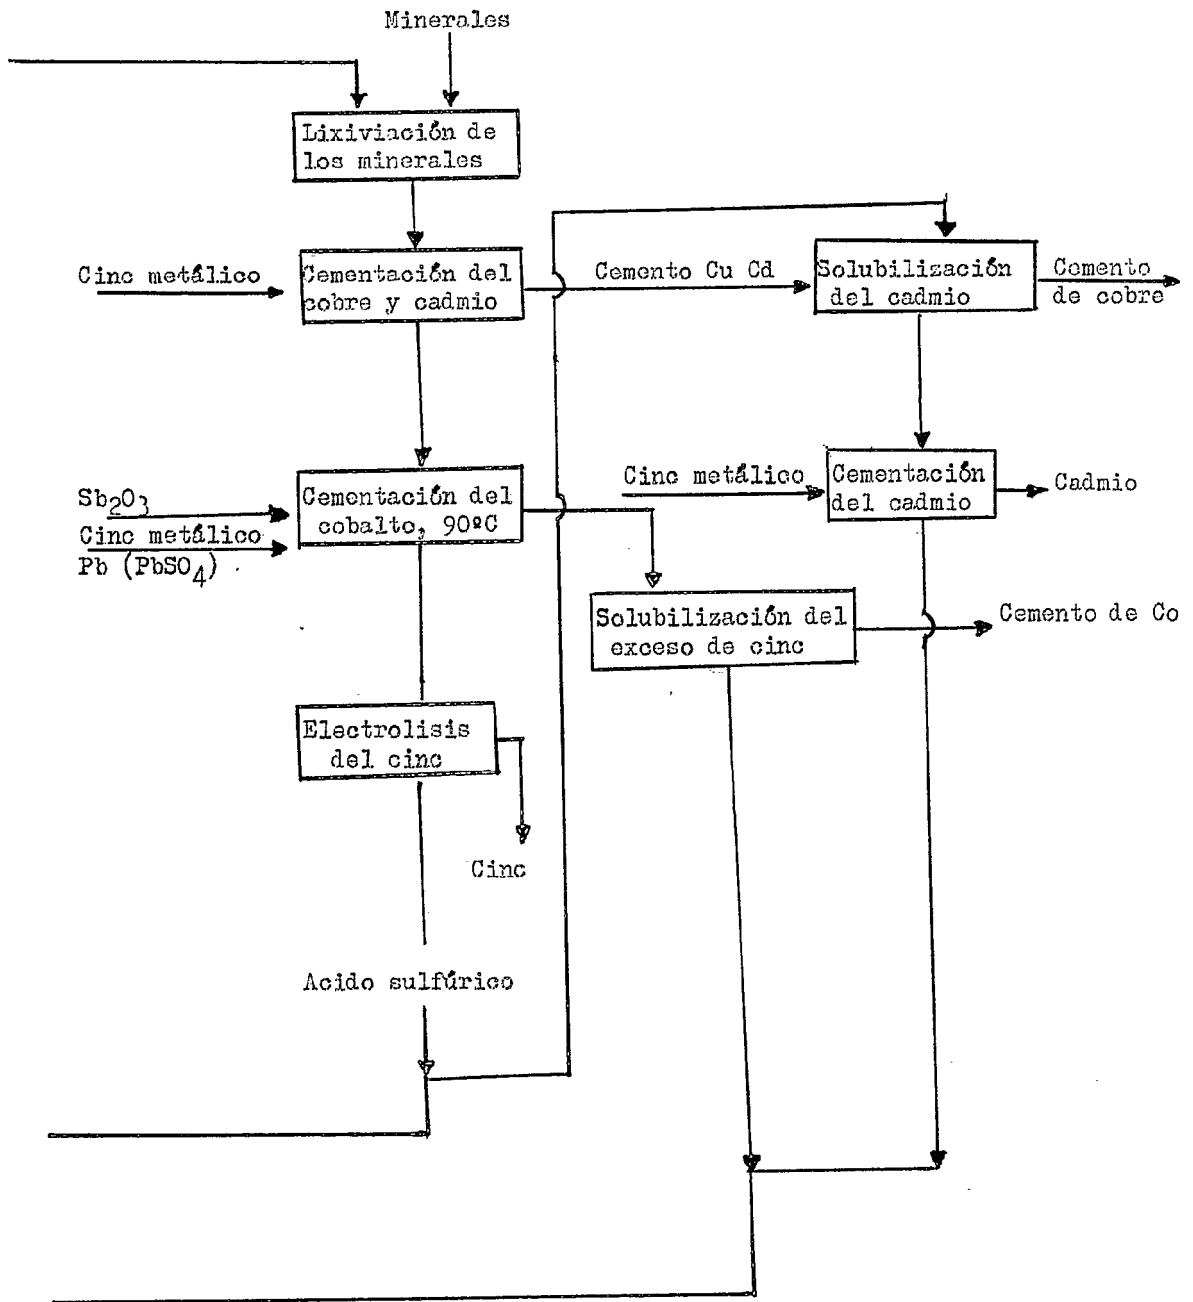 Minerales
Lixiviación de
los minerales
Cinc metálico
Cementación del
cobre y cadmio
Cemento Cu Cd
Solubilización
del cadmio
Cemento
de cobre
Sb2O3
Cinc metálico
Pb (PbSO4)
Cementación del
cobalto, 90ºC
Cinc metálico
Cementación
del cadmio
Cadmio
Solubilización del
exceso de cinc
Cemento de Co
Electrolisis
del cinc
Cinc
Acido sulfúrico